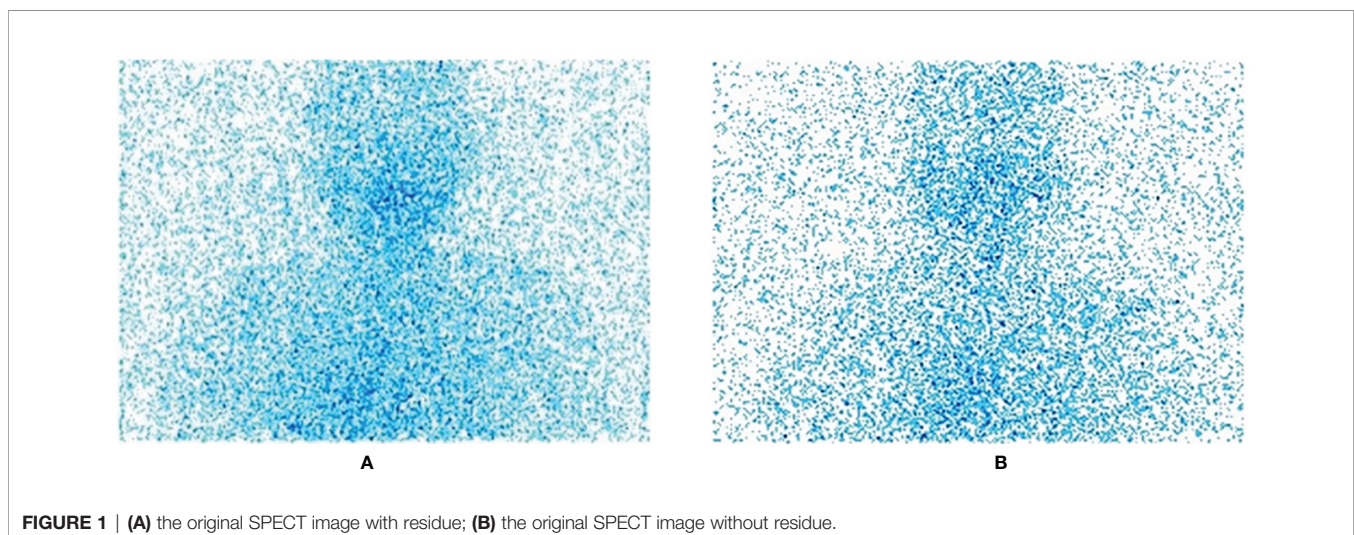 A
B
FIGURE 1 | (A) the original SPECT image with residue; (B) the original SPECT image without residue.